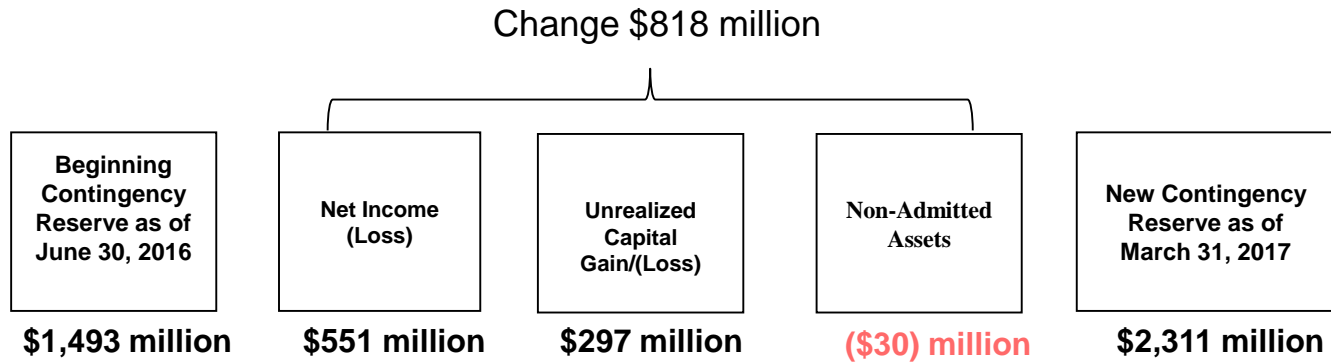 Change $818 million
Beginning
Contingency
Reserve as of
June 30, 2016
Net Income
(Loss)
Unrealized
Capital
Gain/(Loss)
Non-Admitted
Assets
New Contingency
Reserve as of
March 31, 2017
$1,493 million
$551 million
$297 million
($30) million
$2,311 million